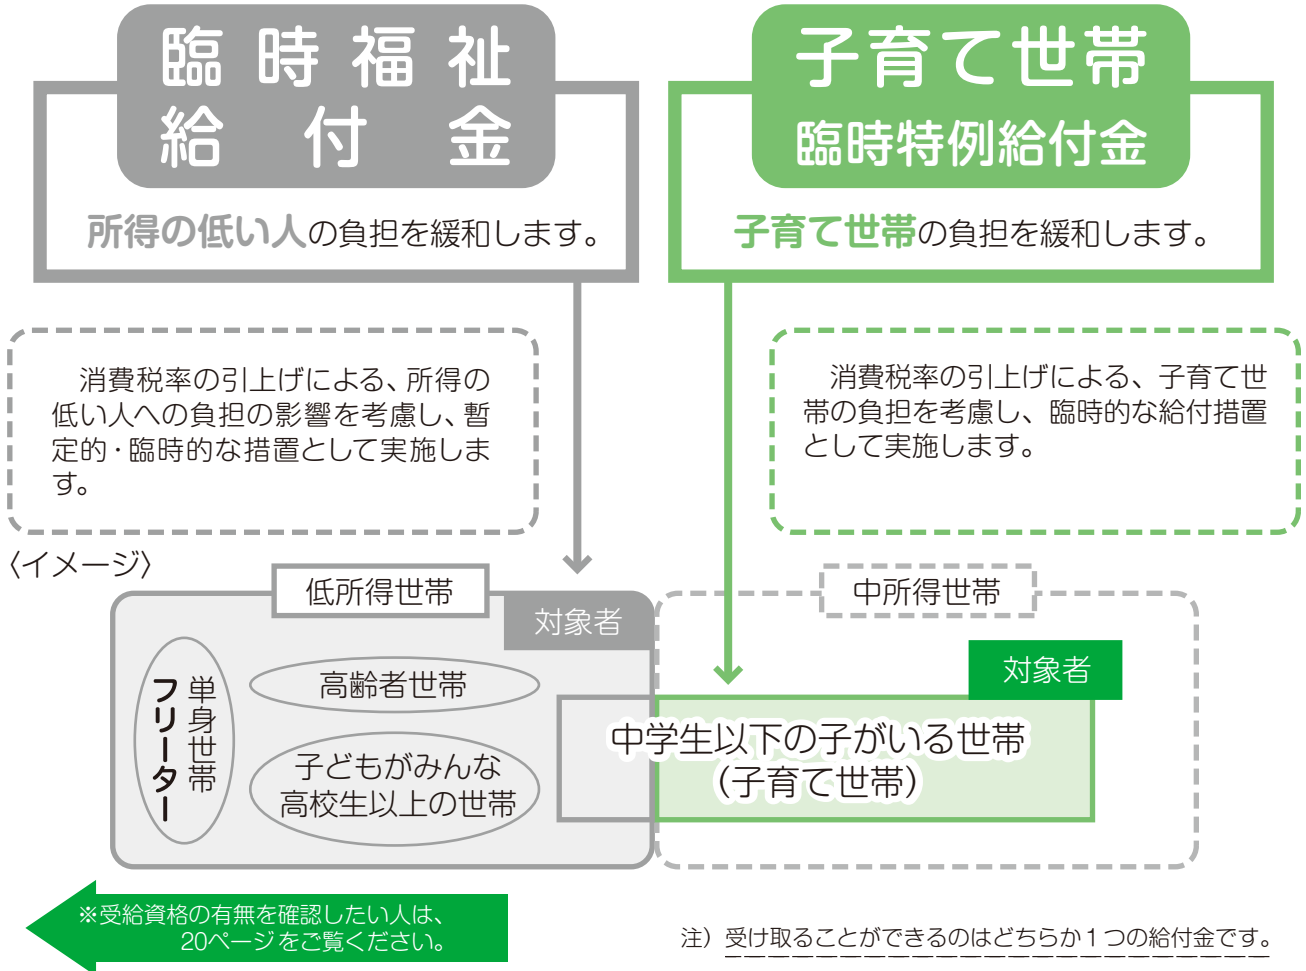 臨時福祉
給付金
所得の低い人の負担を緩和します。
消費税率の引上げによる、所得の
低い人への負担の影響を考慮し、暫
定的・臨時的な措置として実施しま
す。
子育て世帯
臨時特例給付金
子育て世帯の負担を緩和します。
消費税率の引上げによる、子育て世
帯の負担を考慮し、臨時的な給付措置
として実施します。
〈イメージ〉
低所得世帯
対象者
単身世帯
フリーター
高齢者世帯
子どもがみんな
高校生以上の世帯
中所得世帯
対象者
中学生以下の子がいる世帯
（子育て世帯）
※受給資格の有無を確認したい人は、
20ページをご覧ください。
注）受け取ることができるのはどちらか１つの給付金です。